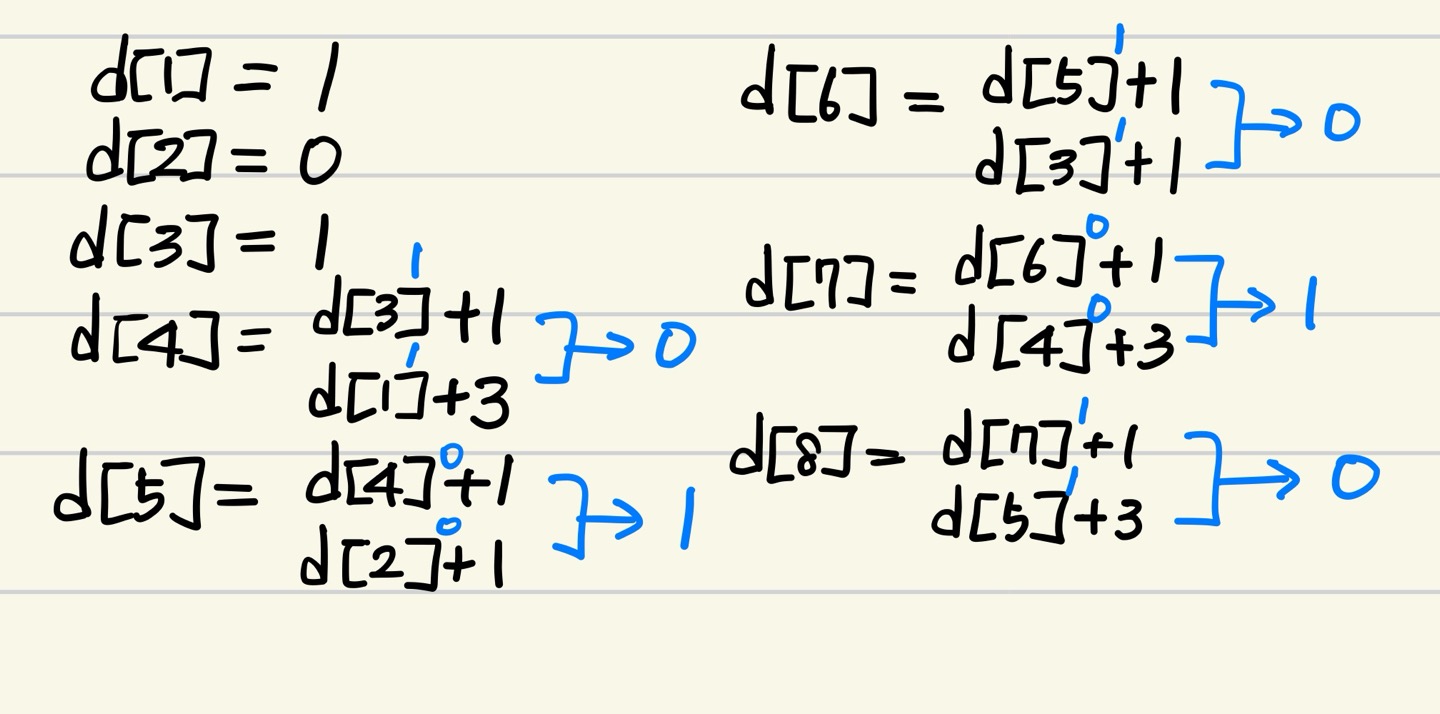 d[1] = 1
d[2] = 0
d[3] = 1
1
d[4] = d[3]+1
1
d[1]+3
]→ 0
0
d[5] = d[4]+1
0
d[2]+1
]→ 1
1
d[6] = d[5]+1
1
d[3]+1
]→ 0
0
d[7] = d[6]+1
0
d[4]+3
]→ 1
1
d[8] = d[7]+1
1
d[5]+3
]→ 0